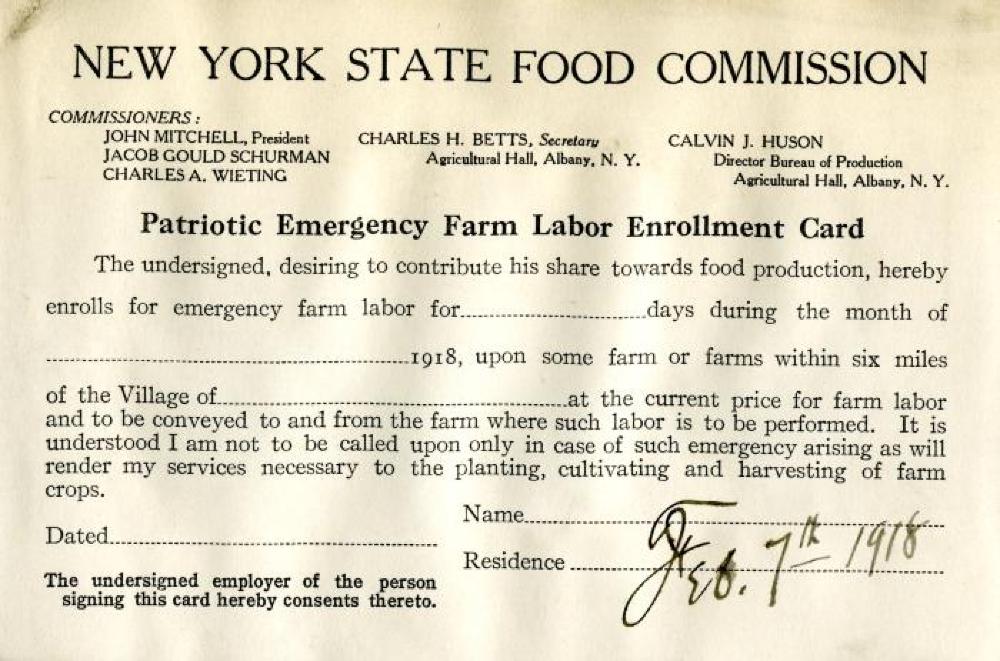 NEW YORK STATE FOOD COMMISSION
COMMISSIONERS:
JOHN MITCHELL, President
JACOB GOULD SCHURMAN
CHARLES A. WIETING
CHARLES H. BETTS, Secretary
Agricultural Hall, Albany, N. Y.
CALVIN J. HUSON
Director Bureau of Production
Agricultural Hall, Albany, N. Y.
Patriotic Emergency Farm Labor Enrollment Card
The undersigned, desiring to contribute his share towards food production, hereby
enrolls for emergency farm labor for..............................days during the month of
..............................1918, upon some farm or farms within six miles
of the Village of..............................at the current price for farm labor
and to be conveyed to and from the farm where such labor is to be performed. It is
understood I am not to be called upon only in case of such emergency arising as will
render my services necessary to the planting, cultivating and harvesting of farm
crops.
Name..............................
Dated..............................
Residence..............................
Feb. 7th 1918
The undersigned employer of the person
signing this card hereby consents thereto.